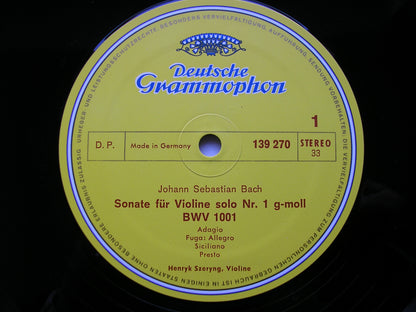 Deutsche
Grammophon
1
D. P.
Made in Germany
139 270
STEREO
33
Johann Sebastian Bach
Sonate für Violine solo Nr. 1 g-moll
BWV 1001
Adagio
Fuga: Allegro
Siciliano
Presto
Henryk Szeryng, Violine